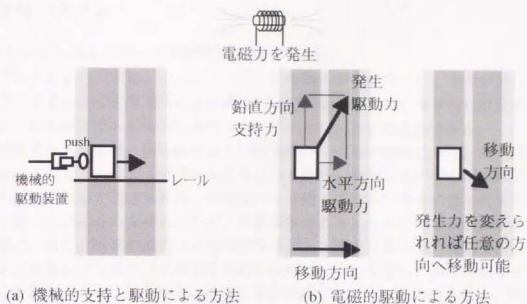 電磁力を発生
push
機械的
駆動装置
レール
(a) 機械的支持と駆動による方法
発生
駆動力
鉛直方向
支持力
水平方向
駆動力
移動方向
移動
方向
発生力を変えら
れれば任意の方
向へ移動可能
(b) 電磁的駆動による方法